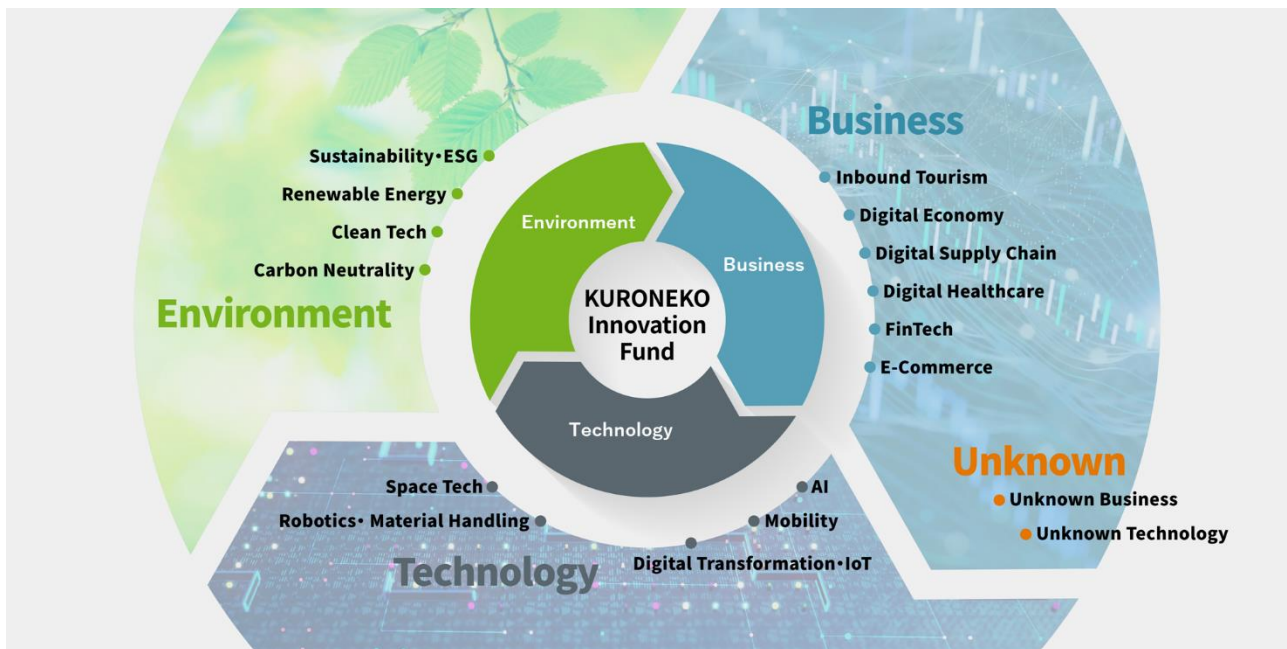 Environment
Sustainability・ESG
Renewable Energy
Clean Tech
Carbon Neutrality
Business
Inbound Tourism
Digital Economy
Digital Supply Chain
Digital Healthcare
FinTech
E-Commerce
Environment
Business
Technology
KURONEKO
Innovation
Fund
Technology
Space Tech
Robotics・Material Handling
Digital Transformation・IoT
Mobility
AI
Unknown
Unknown Business
Unknown Technology